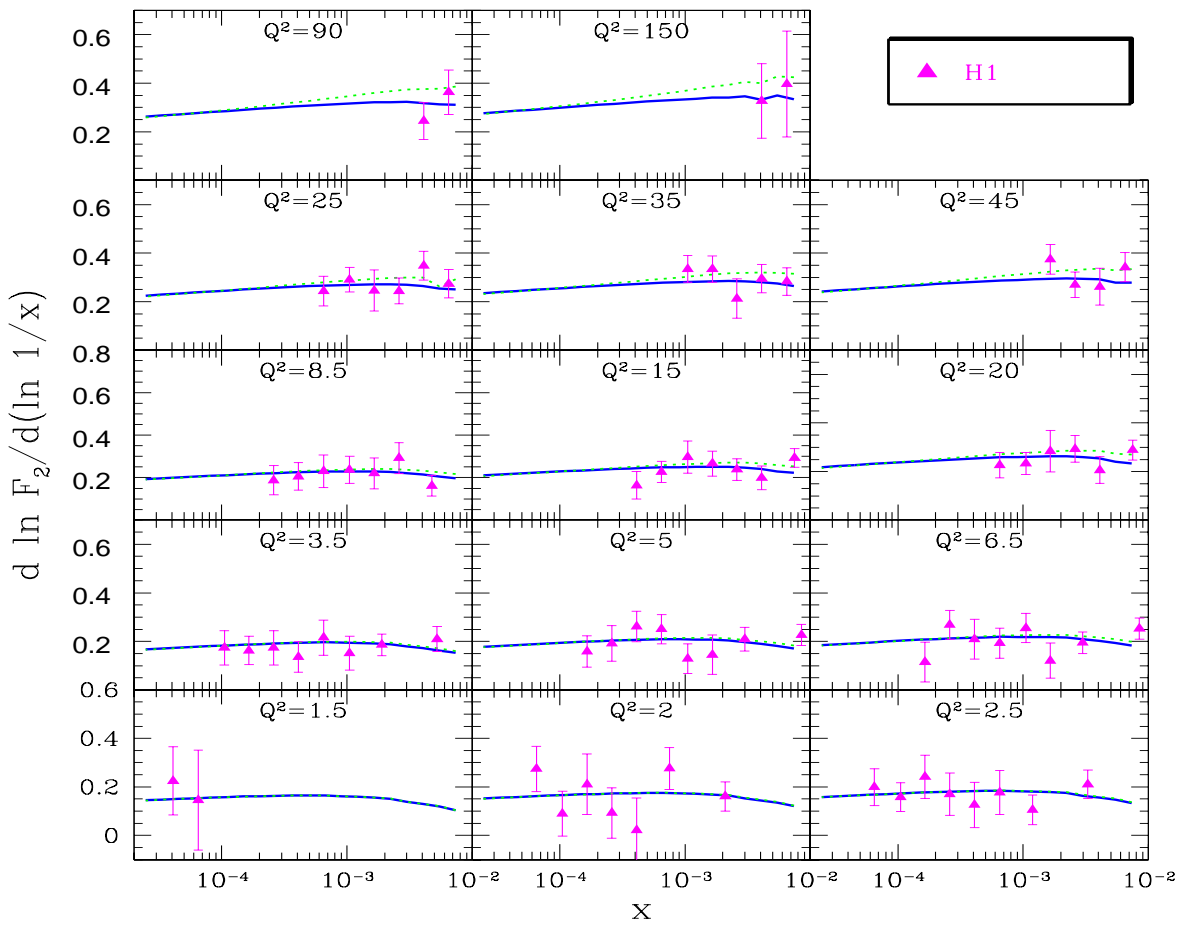 0.6
0.4
0.2
Q²=90
Q²=150
H1
0.6
0.4
0.2
Q²=25
Q²=35
Q²=45
0.8
0.6
0.4
0.2
Q²=8.5
Q²=15
Q²=20
0.6
0.4
0.2
Q²=3.5
Q²=5
Q²=6.5
0.6
0.4
0.2
0
Q²=1.5
Q²=2
Q²=2.5
10⁻⁴ 10⁻³ 10⁻² 10⁻⁴ 10⁻³ 10⁻² 10⁻⁴ 10⁻³ 10⁻²
x
d ln F₂/d(ln 1/x)